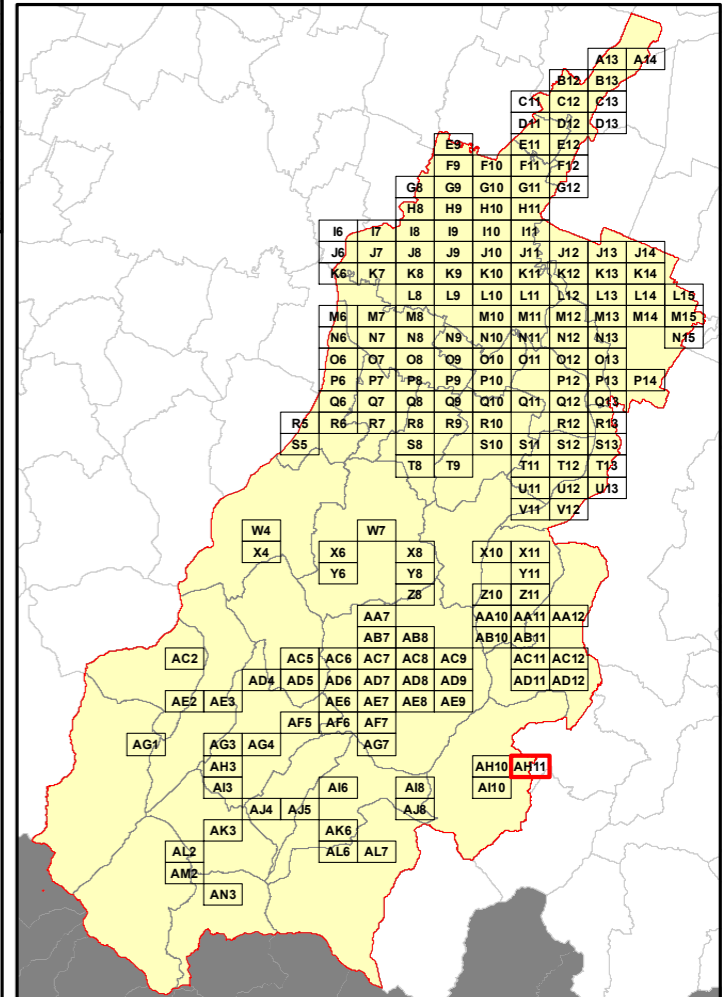 A13 A14
B12 B13
C11 C12 C13
D11 D12 D13
E9 E11 E12
F9 F10 F11 F12
G8 G9 G10 G11 G12
H8 H9 H10 H11
I6 I7 I8 I9 I10 I11
J6 J7 J8 J9 J10 J11 J12 J13 J14
K6 K7 K8 K9 K10 K11 K12 K13 K14
L8 L9 L10 L11 L12 L13 L14 L15
M6 M7 M8 M10 M11 M12 M13 M14 M15
N6 N7 N8 N9 N10 N11 N12 N13 N15
O6 O7 O8 O9 O10 O11 O12 O13
P6 P7 P8 P9 P10 P12 P13 P14
Q6 Q7 Q8 Q9 Q10 Q11 Q12 Q13
R5 R6 R7 R8 R9 R10 R12 R13
S5 S8 S10 S11 S12 S13
T8 T9 T11 T12 T13
U11 U12 U13
V11 V12
W4 W7
X4 X6 X8 X10 X11
Y6 Y8 Y11
Z8 Z10 Z11
AA7 AA10 AA11 AA12
AB7 AB8 AB10 AB11
AC2 AC5 AC6 AC7 AC8 AC9 AC11 AC12
AD4 AD5 AD6 AD7 AD8 AD9 AD11 AD12
AE2 AE3 AE6 AE7 AE8 AE9
AF5 AF6 AF7
AG1 AG3 AG4 AG7
AH3 AH10 AH11
AI3 AI6 AI8 AI10
AJ4 AJ5 AJ8
AK3 AK6
AL2 AL6 AL7
AM2
AN3